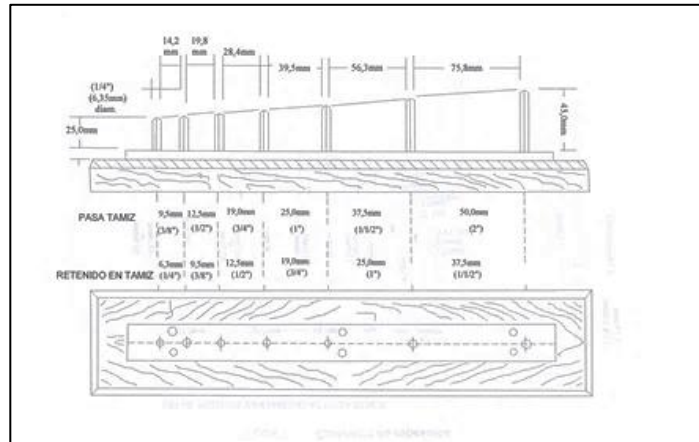 14,2
mm
19,8
mm
28,4mm
39,5mm
56,3mm
75,8mm
(1/4")
(6,35mm)
diam.
25,0mm
43,0mm
PASA TAMIZ
9,5mm
(3/8")
12,5mm
(1/2")
19,0mm
(3/4")
25,0mm
(1")
37,5mm
(1/1/2")
50,0mm
(2")
RETENIDO EN TAMIZ
6,3mm
(1/4")
9,5mm
(3/8")
12,5mm
(1/2")
19,0mm
(3/4")
25,0mm
(1")
37,5mm
(1/1/2")